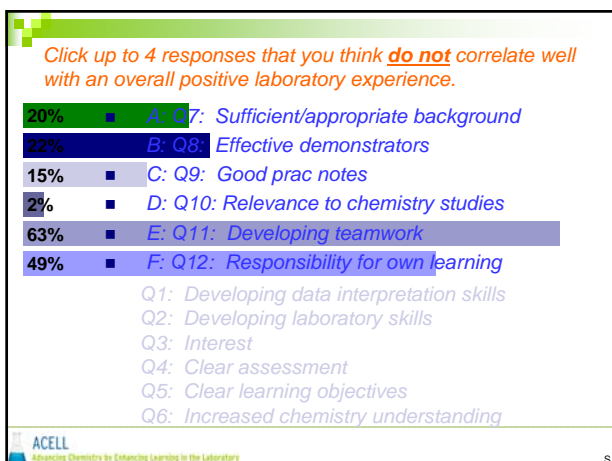 Click up to 4 responses that you think do not correlate well
with an overall positive laboratory experience.
20% A: Q7: Sufficient/appropriate background
22% B: Q8: Effective demonstrators
15% C: Q9: Good prac notes
2% D: Q10: Relevance to chemistry studies
63% E: Q11: Developing teamwork
49% F: Q12: Responsibility for own learning
Q1: Developing data interpretation skills
Q2: Developing laboratory skills
Q3: Interest
Q4: Clear assessment
Q5: Clear learning objectives
Q6: Increased chemistry understanding
ACELL
Advancing Chemistry by Enhancing Learning in the Laboratory
s